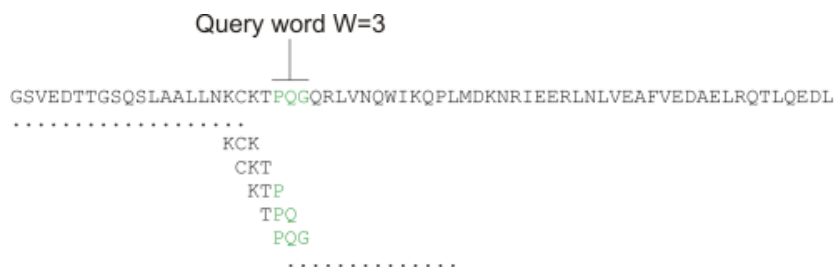 Query word W=3
GSVEDTTGSQSLAALLNKCKTPQGQRLVNQWIKQPLMDKNRIEERLNLVEAFVEDAELRQTLQEDL
...................
KCK
CKT
KTP
TPQ
PQG
..............